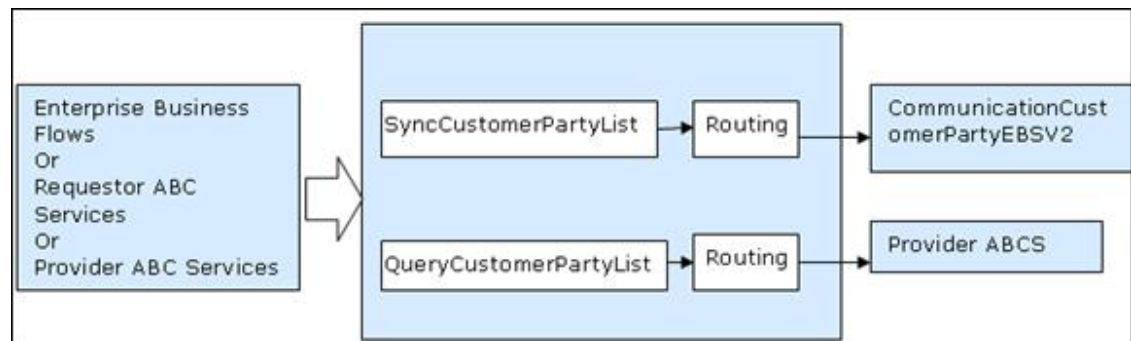 Enterprise Business
Flows
Or
Requestor ABC
Services
Or
Provider ABC Services
SyncCustomerPartyList
Routing
CommunicationCust
omerPartyEBSV2
QueryCustomerPartyList
Routing
Provider ABCS